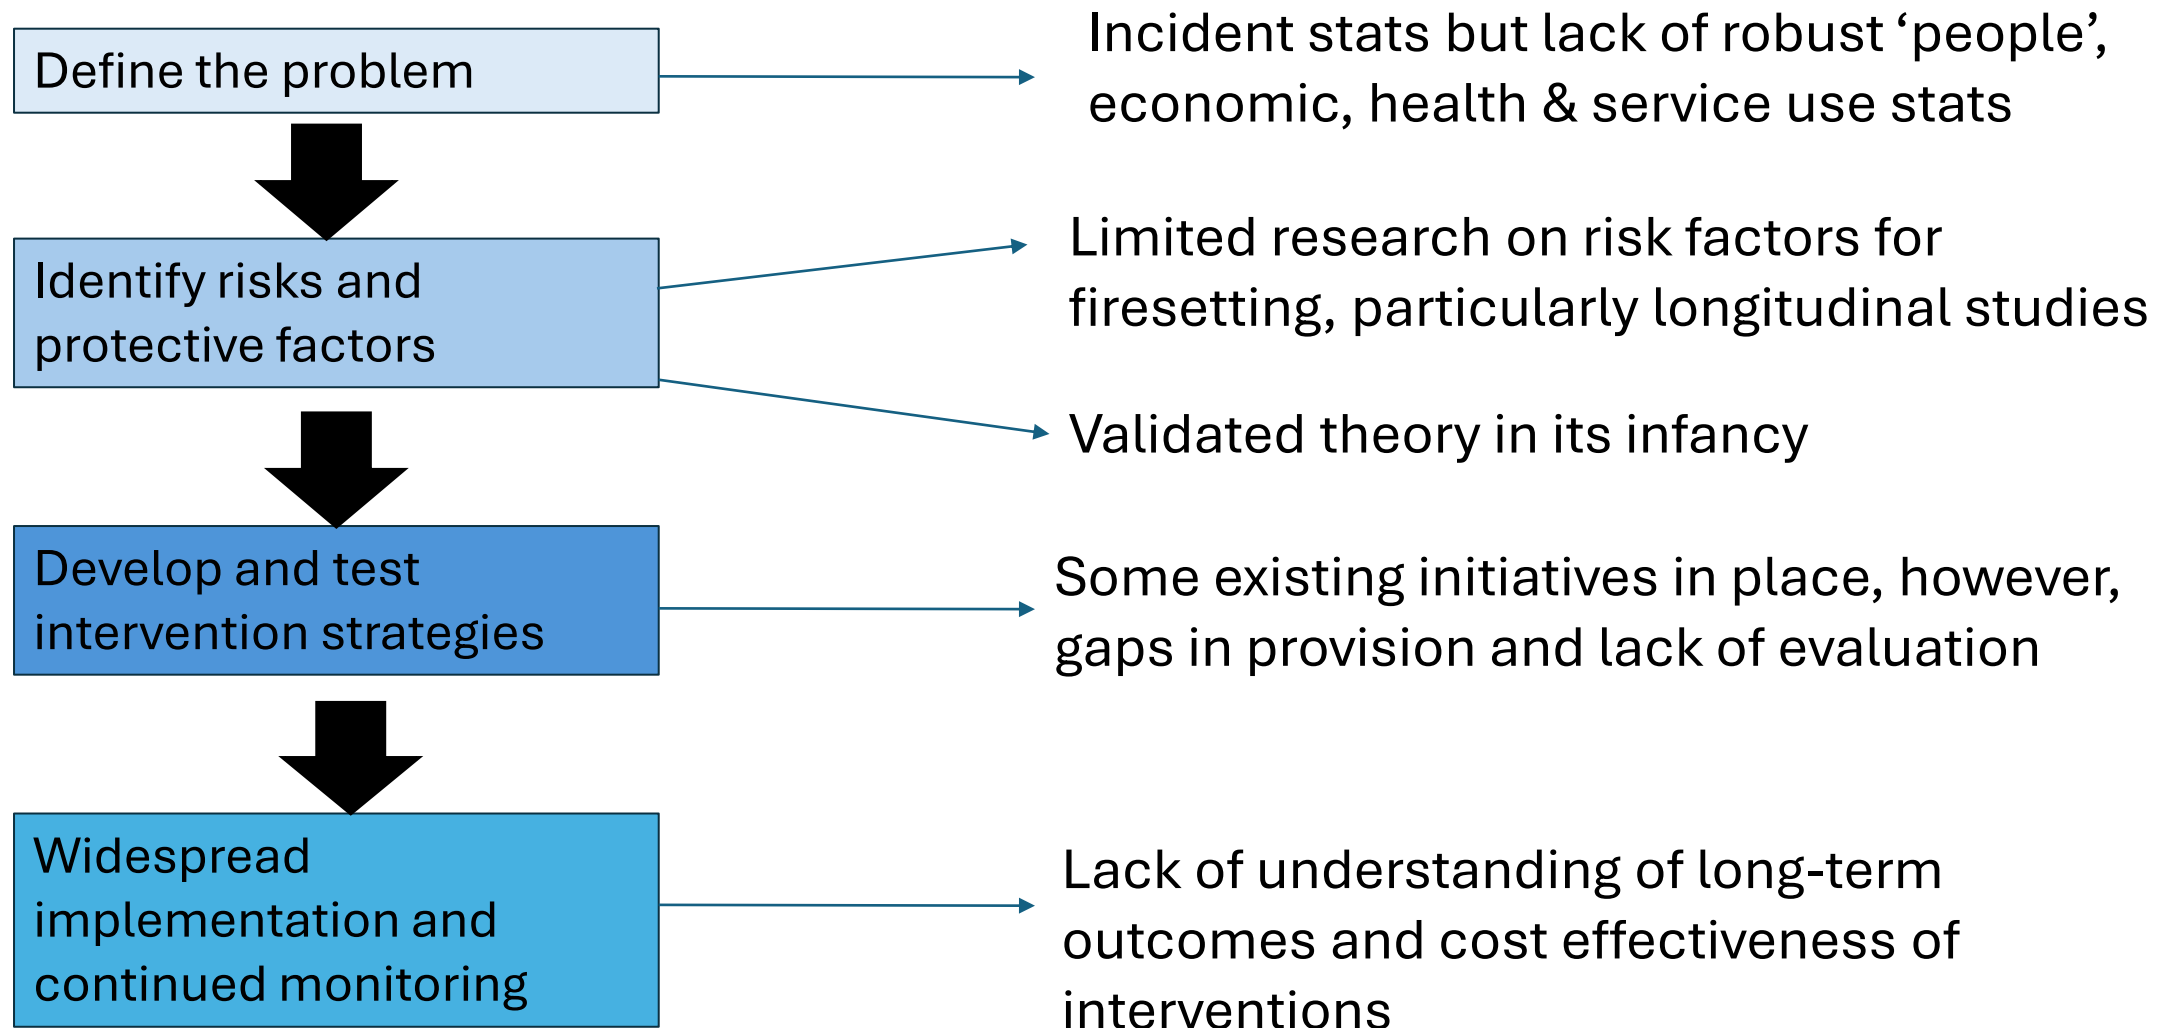 Define the problem
Incident stats but lack of robust ‘people’,
economic, health & service use stats
Identify risks and
protective factors
Limited research on risk factors for
firesetting, particularly longitudinal studies
Validated theory in its infancy
Develop and test
intervention strategies
Some existing initiatives in place, however,
gaps in provision and lack of evaluation
Widespread
implementation and
continued monitoring
Lack of understanding of long-term
outcomes and cost effectiveness of
interventions